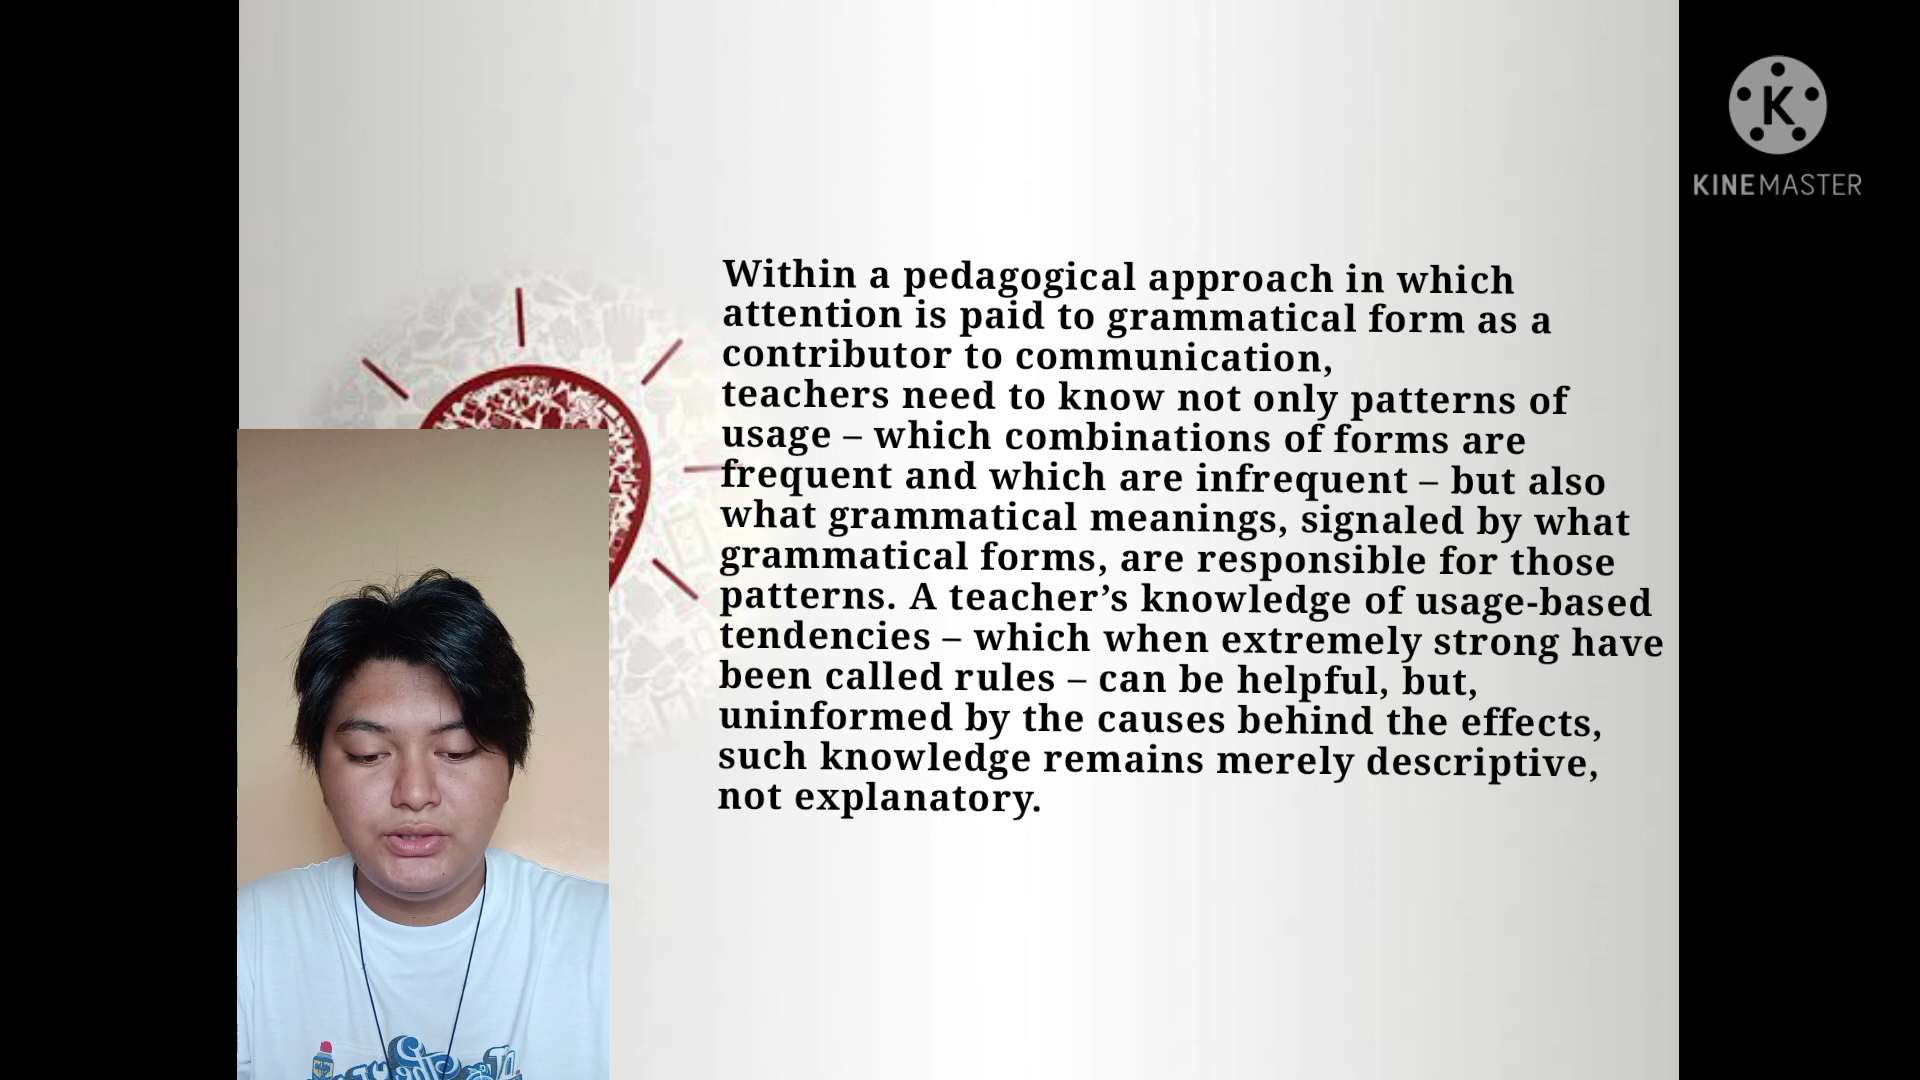 Within a pedagogical approach in which
attention is paid to grammatical form as a
contributor to communication,
teachers need to know not only patterns of
usage – which combinations of forms are
frequent and which are infrequent – but also
what grammatical meanings, signaled by what
grammatical forms, are responsible for those
patterns. A teacher’s knowledge of usage-based
tendencies – which when extremely strong have
been called rules – can be helpful, but,
uninformed by the causes behind the effects,
such knowledge remains merely descriptive,
not explanatory.
K
KINEMASTER